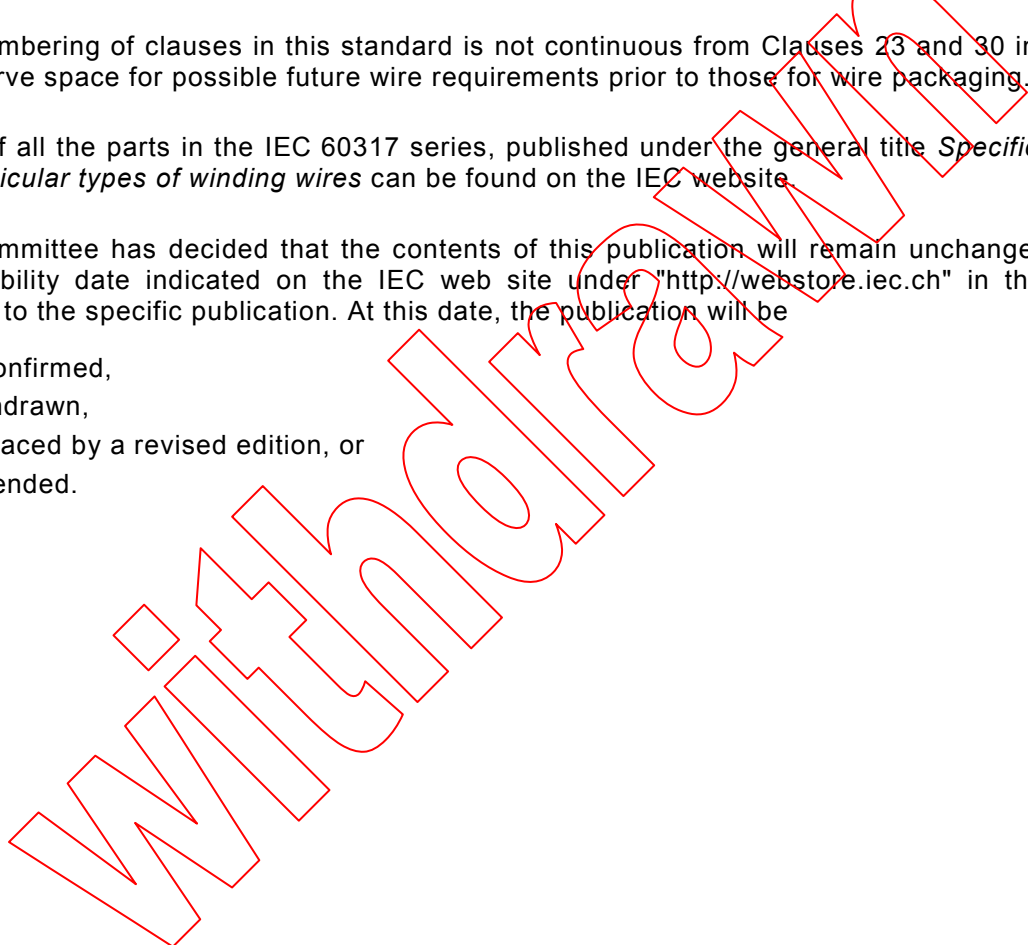 mbering of clauses in this standard is not continuous from Clauses 23 and 30 in
rve space for possible future wire requirements prior to those for wire packaging.
f all the parts in the IEC 60317 series, published under the general title Specific
icular types of winding wires can be found on the IEC website.
mmittee has decided that the contents of this publication will remain unchange
bility date indicated on the IEC web site under "http://webstore.iec.ch" in th
to the specific publication. At this date, the publication will be
onfirmed,
hdrawn,
aced by a revised edition, or
ended.
withdrawn